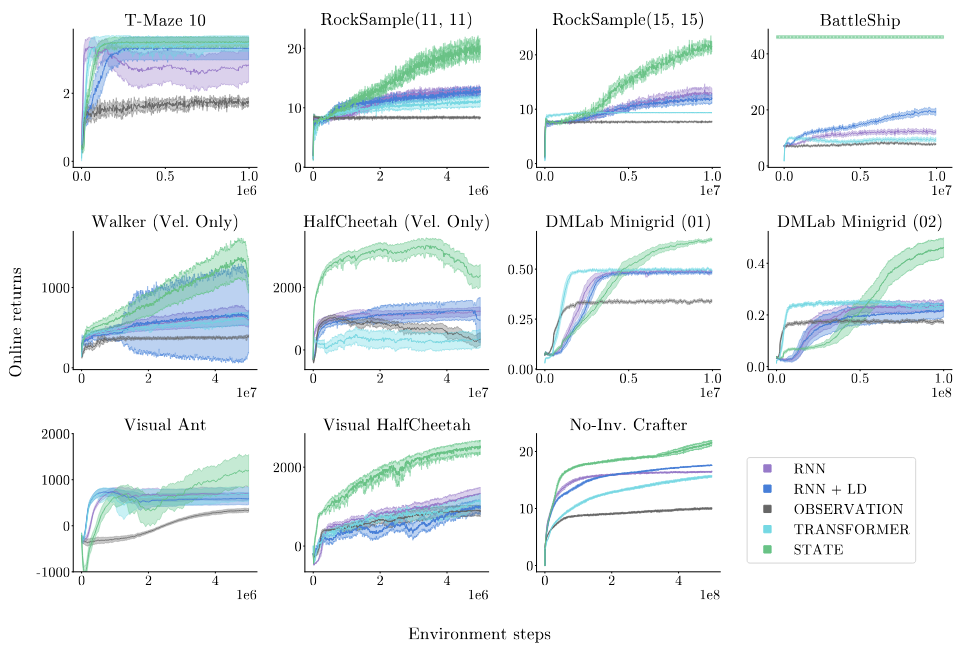 T-Maze 10
RockSample(11, 11)
RockSample(15, 15)
BattleShip
0
2
0.0
0.5
1.0
1e6
0
10
20
0
2
4
1e6
0
5
10
15
20
0.0
0.5
1.0
1e7
0
20
40
0.0
0.5
1.0
1e7
Online returns
Walker (Vel. Only)
HalfCheetah (Vel. Only)
DMLab Minigrid (01)
DMLab Minigrid (02)
0
1000
0
2
4
1e7
0
2000
0
2
4
1e7
0.00
0.25
0.50
0.0
0.5
1.0
1e7
0.0
0.2
0.4
0.0
0.5
1.0
1e8
Visual Ant
Visual HalfCheetah
No-Inv. Crafter
-1000
0
1000
2000
0
2
4
1e6
0
2000
0
2
4
1e6
0
10
20
0
2
4
1e8
RNN
RNN + LD
OBSERVATION
TRANSFORMER
STATE
Environment steps